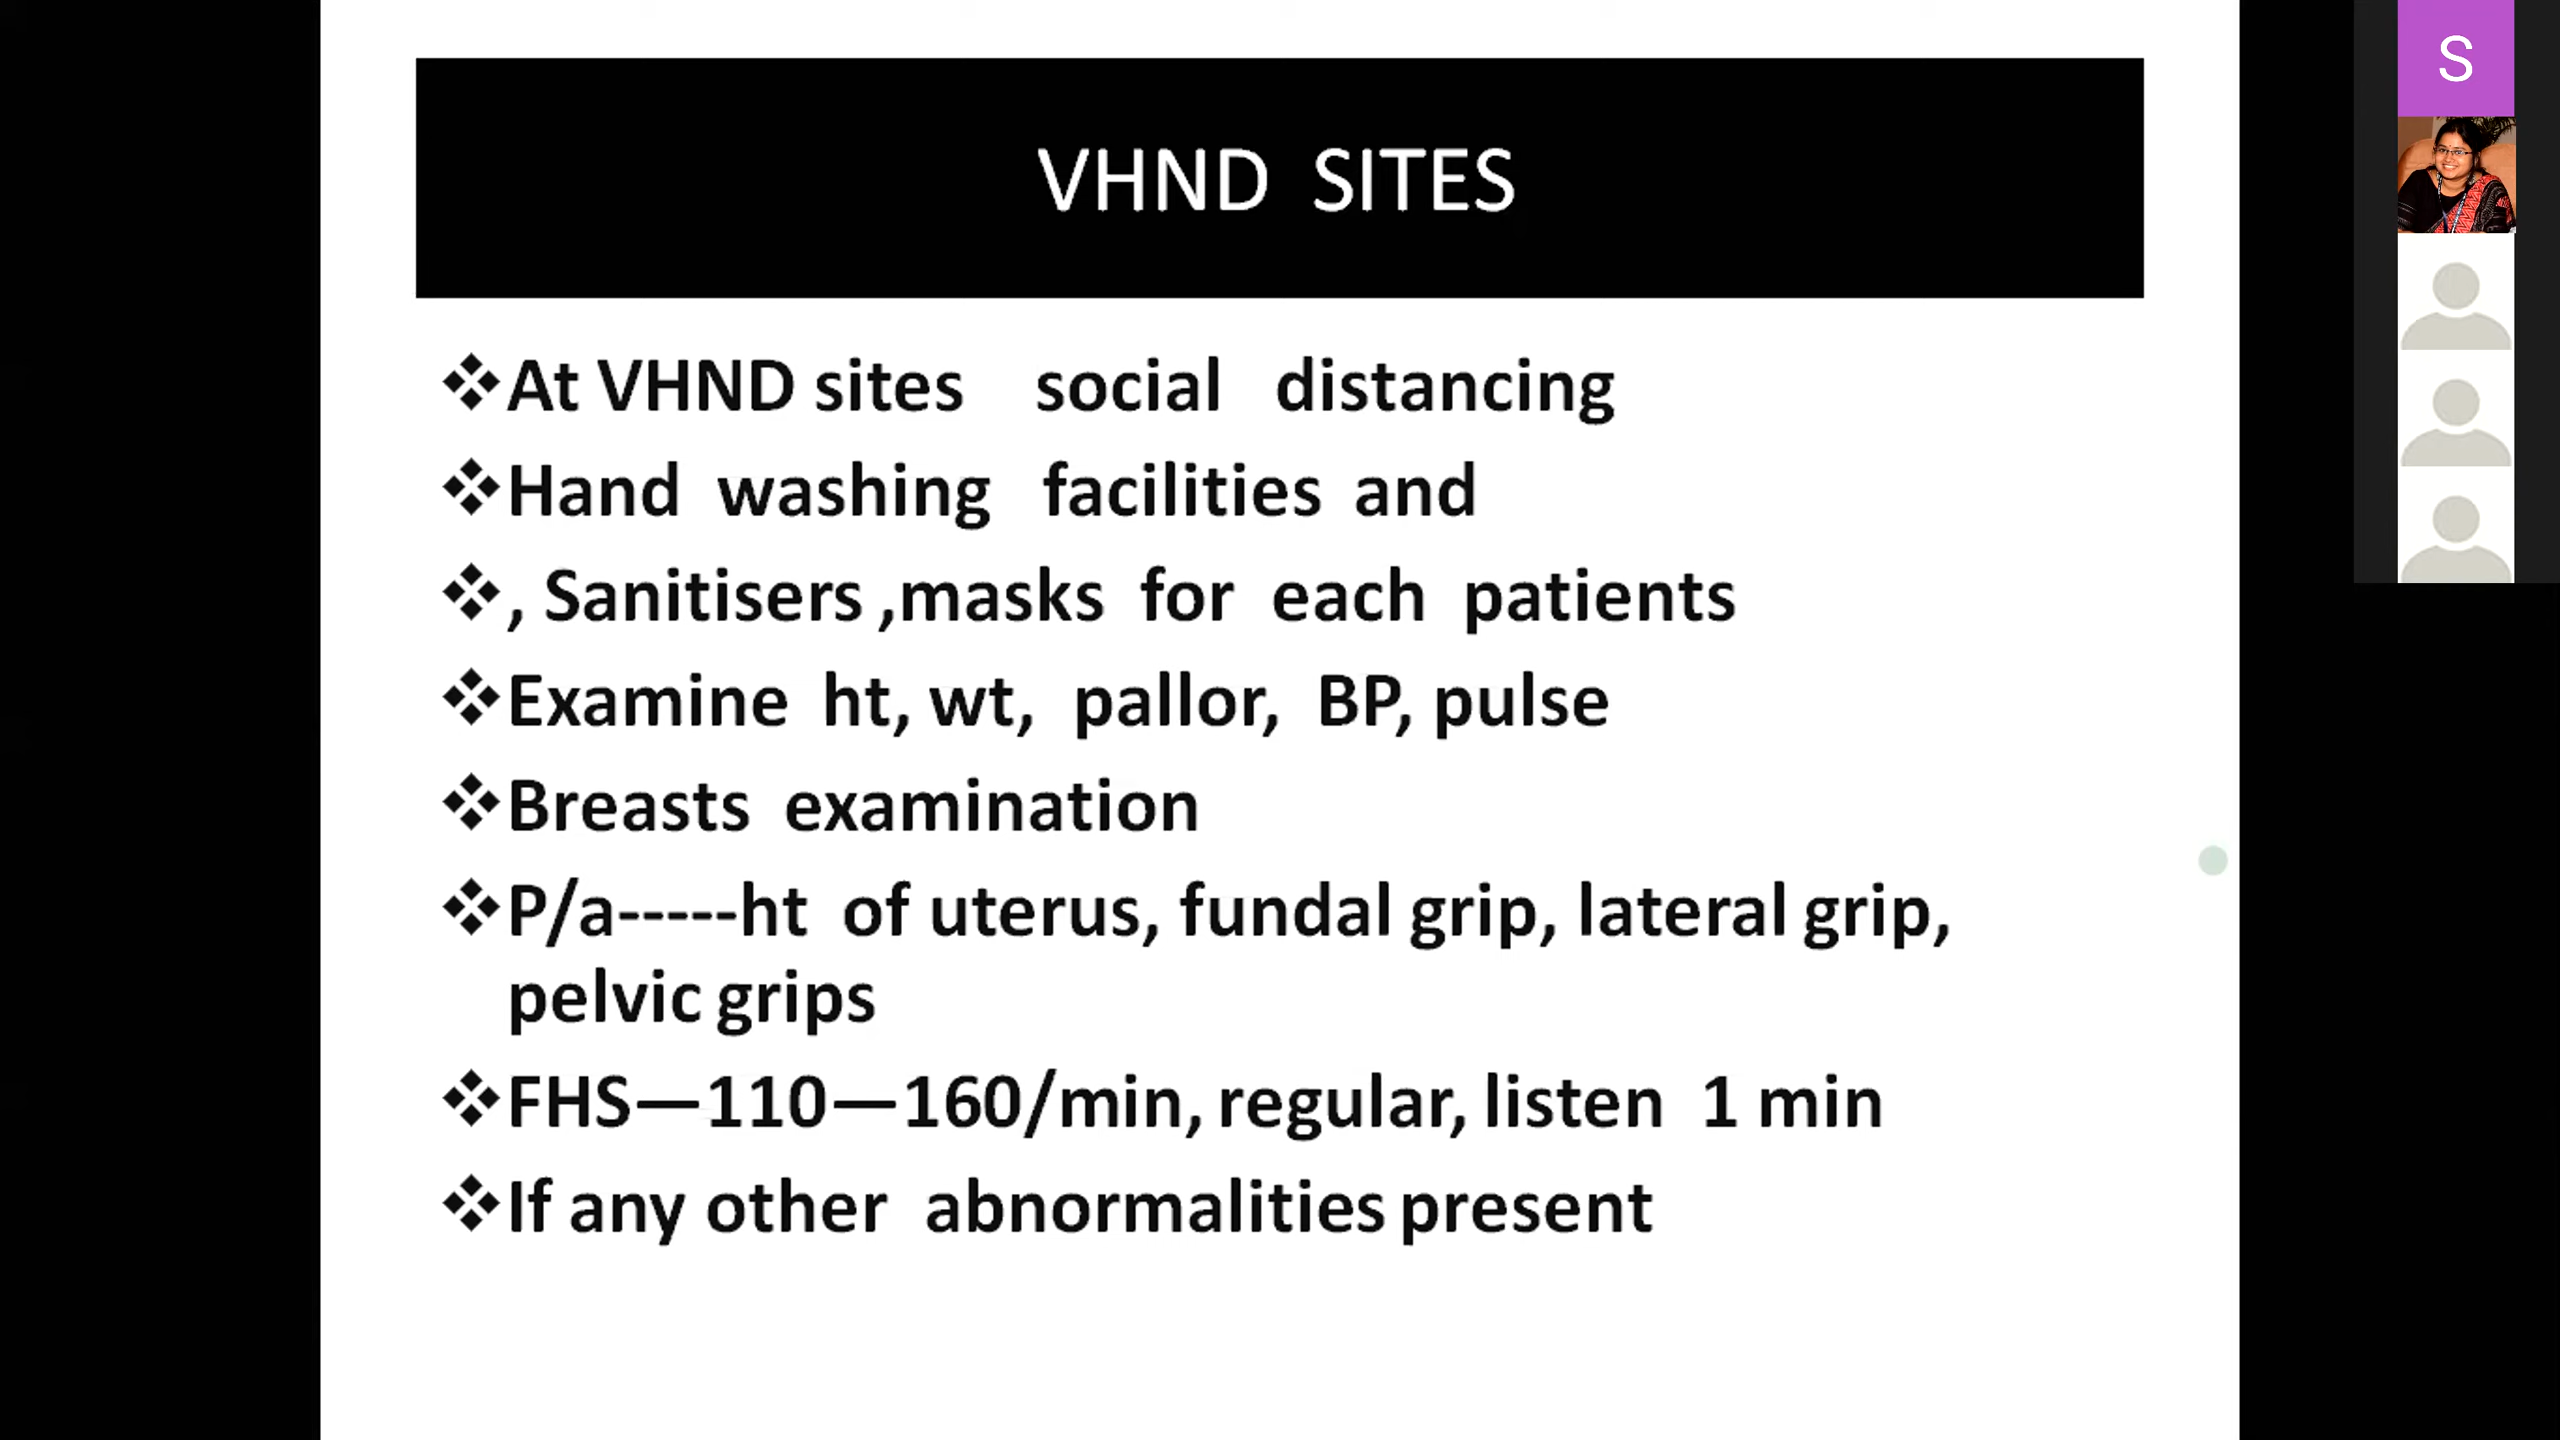 VHND SITES
At VHND sites social distancing
Hand washing facilities and
, Sanitisers ,masks for each patients
Examine ht, wt, pallor, BP, pulse
Breasts examination
P/a-----ht of uterus, fundal grip, lateral grip,
pelvic grips
FHS—110—160/min, regular, listen 1 min
If any other abnormalities present
S